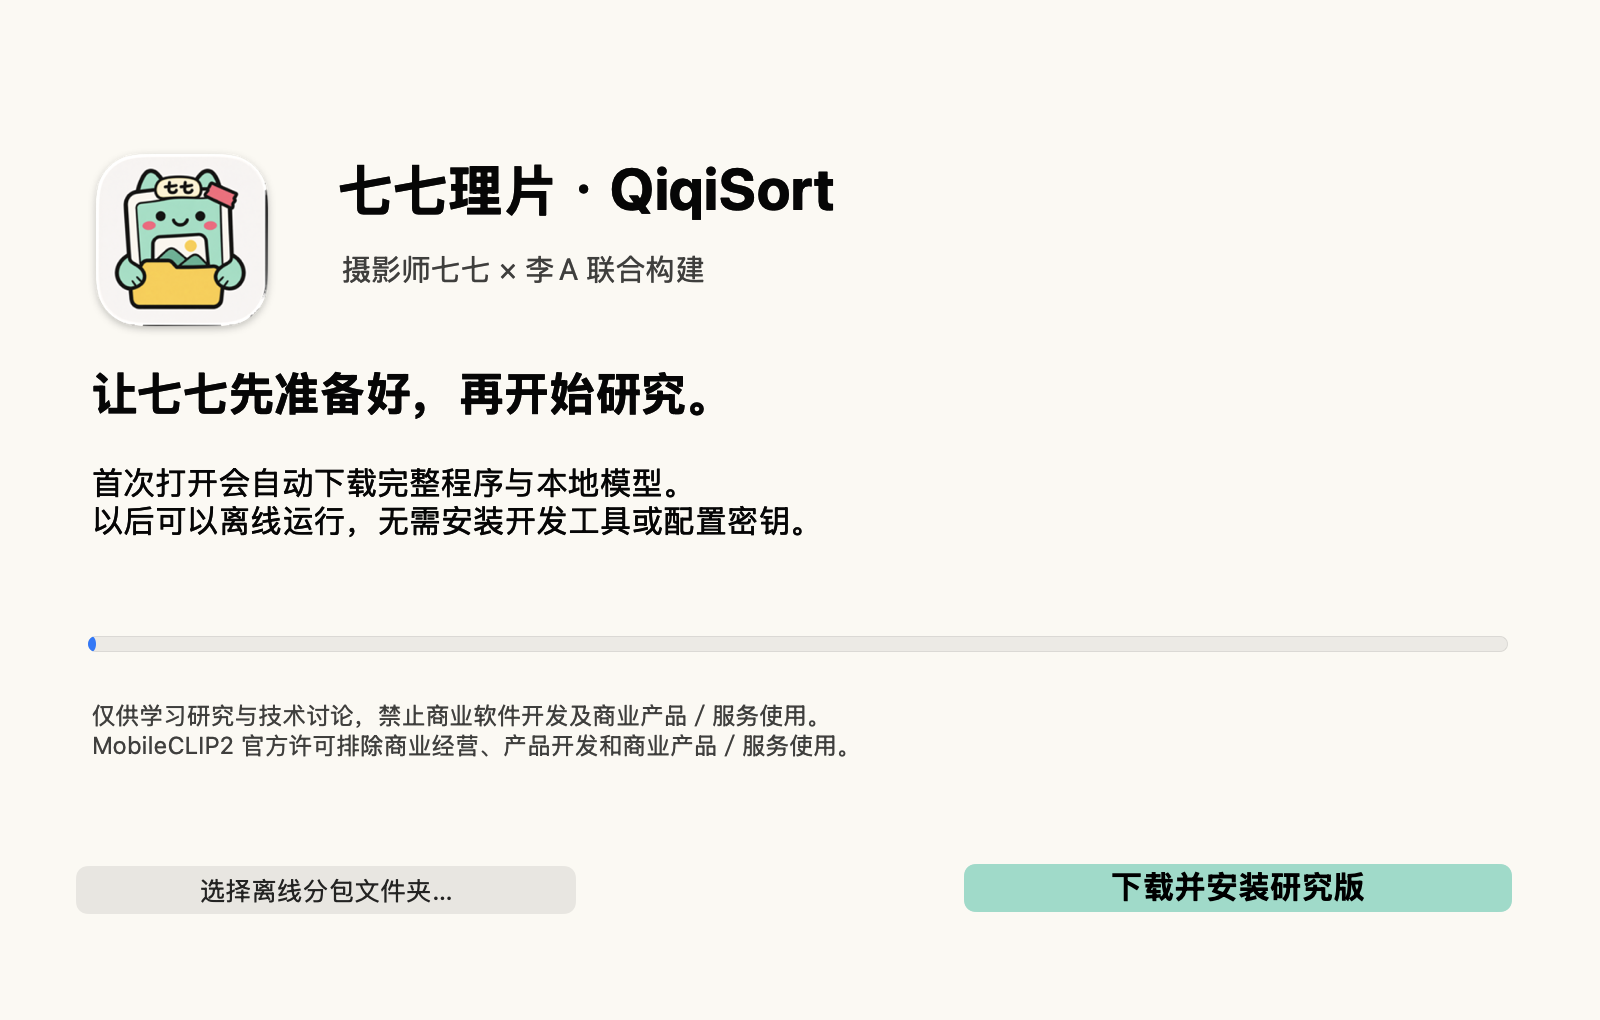 七七
七七理片 · QiqiSort
摄影师七七 × 李 A 联合构建
让七七先准备好，再开始研究。
首次打开会自动下载完整程序与本地模型。
以后可以离线运行，无需安装开发工具或配置密钥。
仅供学习研究与技术讨论，禁止商业软件开发及商业产品 / 服务使用。
MobileCLIP2 官方许可排除商业经营、产品开发和商业产品 / 服务使用。
选择离线分包文件夹...
下载并安装研究版